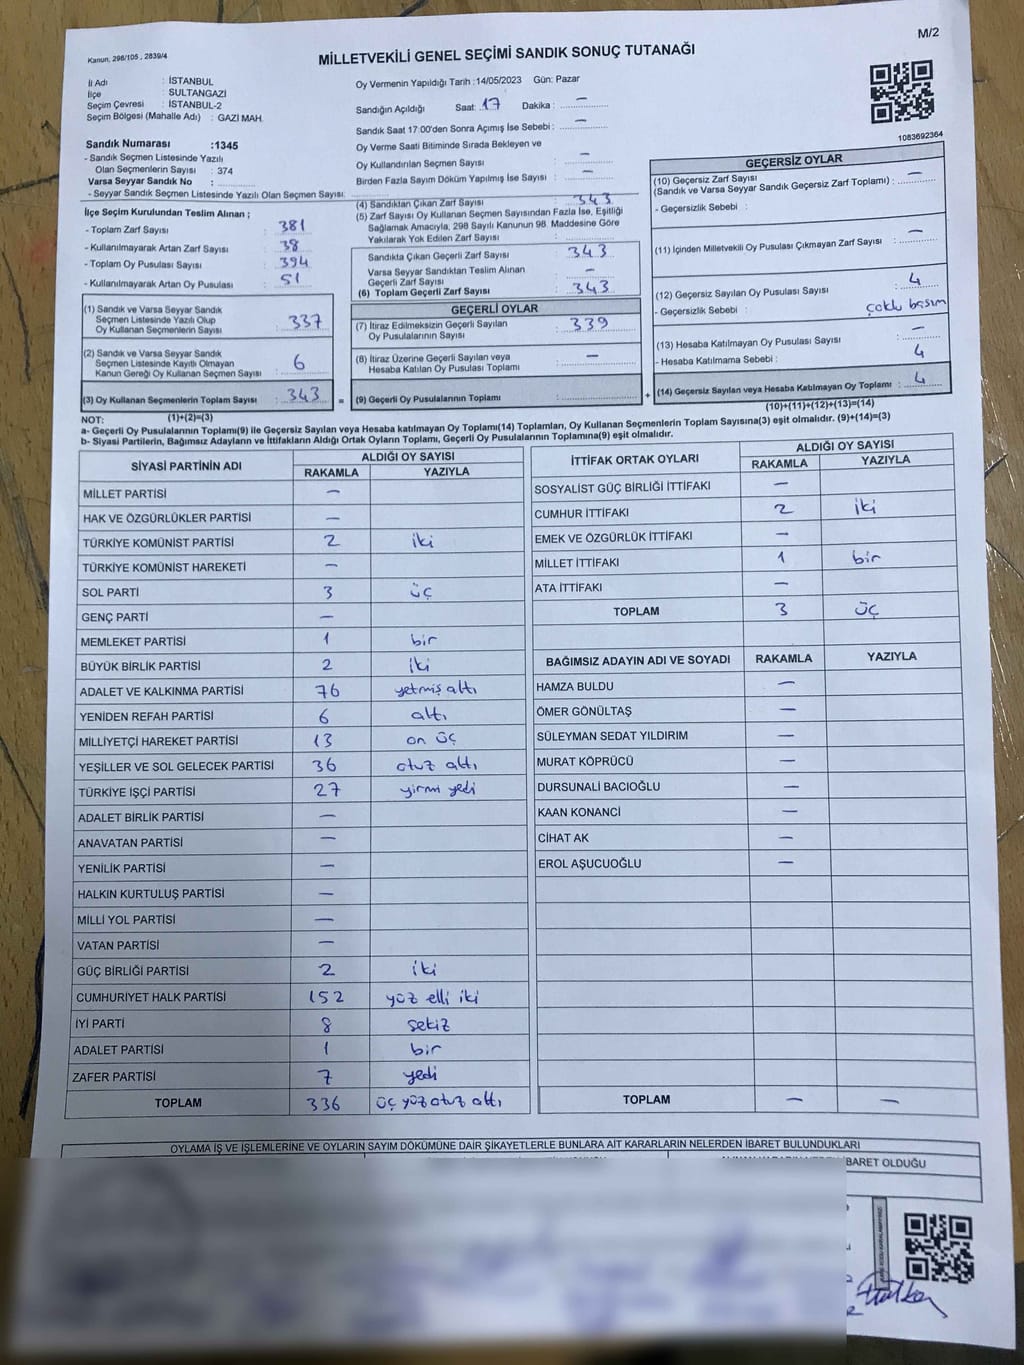 Kanun, 298/105 , 2839/4
MİLLETVEKİLİ GENEL SEÇİMİ SANDIK SONUÇ TUTANAĞI
M/2
İl Adı : İSTANBUL
İlçe : SULTANGAZİ
Seçim Çevresi : İSTANBUL-2
Seçim Bölgesi (Mahalle Adı) : GAZİ MAH.
Oy Vermenin Yapıldığı Tarih :14/05/2023 Gün: Pazar
Sandığın Açıldığı Saat: 17 Dakika : —
Sandık Saat 17:00'den Sonra Açımış İse Sebebi : —
Oy Verme Saati Bitiminde Sırada Bekleyen ve
Oy Kullandırılan Seçmen Sayısı : —
Birden Fazla Sayım Döküm Yapılmış İse Sayısı : —
1083692364
Sandık Numarası :1345
- Sandık Seçmen Listesinde Yazılı
Olan Seçmenlerin Sayısı : 374
Varsa Seyyar Sandık No :
- Seyyar Sandık Seçmen Listesinde Yazılı Olan Seçmen Sayısı:
İlçe Seçim Kurulundan Teslim Alınan ;
- Toplam Zarf Sayısı : 381
- Kullanılmayarak Artan Zarf Sayısı : 38
- Toplam Oy Pusulası Sayısı : 394
- Kullanılmayarak Artan Oy Pusulası : 51
(1) Sandık ve Varsa Seyyar Sandık
Seçmen Listesinde Yazılı Olup
Oy Kullanan Seçmenlerin Sayısı : 337
(2) Sandık ve Varsa Seyyar Sandık
Seçmen Listesinde Kayıtlı Olmayan
Kanun Gereği Oy Kullanan Seçmen Sayısı : 6
(3) Oy Kullanan Seçmenlerin Toplam Sayısı : 343 =
(4) Sandıktan Çıkan Zarf Sayısı : 343
(5) Zarf Sayısı Oy Kullanan Seçmen Sayısından Fazla İse, Eşitliği
Sağlamak Amacıyla, 298 Sayılı Kanunun 98. Maddesine Göre
Yakılarak Yok Edilen Zarf Sayısı :
Sandıkta Çıkan Geçerli Zarf Sayısı : 343
Varsa Seyyar Sandıktan Teslim Alınan
Geçerli Zarf Sayısı : —
(6) Toplam Geçerli Zarf Sayısı : 343
GEÇERLİ OYLAR
(7) İtiraz Edilmeksizin Geçerli Sayılan
Oy Pusulalarının Sayısı : 339
(8) İtiraz Üzerine Geçerli Sayılan veya
Hesaba Katılan Oy Pusulası Toplamı : —
(9) Geçerli Oy Pusulalarının Toplamı : +
GEÇERSİZ OYLAR
(10) Geçersiz Zarf Sayısı : —
(Sandık ve Varsa Seyyar Sandık Geçersiz Zarf Toplamı) :
- Geçersizlik Sebebi :
(11) İçinden Milletvekili Oy Pusulası Çıkmayan Zarf Sayısı : —
(12) Geçersiz Sayılan Oy Pusulası Sayısı : 4
- Geçersizlik Sebebi : çoklu basım
(13) Hesaba Katılmayan Oy Pusulası Sayısı : —
- Hesaba Katılmama Sebebi : 4
(14) Geçersiz Sayılan veya Hesaba Katılmayan Oy Toplamı : 4
NOT: (1)+(2)=(3) (10)+(11)+(12)+(13)=(14)
a- Geçerli Oy Pusulalarının Toplamı(9) ile Geçersiz Sayılan veya Hesaba katılmayan Oy Toplamı(14) Toplamları, Oy Kullanan Seçmenlerin Toplam Sayısına(3) eşit olmalıdır. (9)+(14)=(3)
b- Siyasi Partilerin, Bağımsız Adayların ve İttifakların Aldığı Ortak Oyların Toplamı, Geçerli Oy Pusulalarının Toplamına(9) eşit olmalıdır.
SİYASİ PARTİNİN ADI ALDIĞI OY SAYISI
RAKAMLA YAZIYLA
MİLLET PARTİSİ —
HAK VE ÖZGÜRLÜKLER PARTİSİ —
TÜRKİYE KOMÜNİST PARTİSİ 2 iki
TÜRKİYE KOMÜNİST HAREKETİ —
SOL PARTİ 3 üç
GENÇ PARTİ —
MEMLEKET PARTİSİ 1 bir
BÜYÜK BİRLİK PARTİSİ 2 iki
ADALET VE KALKINMA PARTİSİ 76 yetmiş altı
YENİDEN REFAH PARTİSİ 6 altı
MİLLİYETÇİ HAREKET PARTİSİ 13 on üç
YEŞİLLER VE SOL GELECEK PARTİSİ 36 otuz altı
TÜRKİYE İŞÇİ PARTİSİ 27 yirmi yedi
ADALET BİRLİK PARTİSİ —
ANAVATAN PARTİSİ —
YENİLİK PARTİSİ —
HALKIN KURTULUŞ PARTİSİ —
MİLLİ YOL PARTİSİ —
VATAN PARTİSİ —
GÜÇ BİRLİĞİ PARTİSİ 2 iki
CUMHURİYET HALK PARTİSİ 152 yüz elli iki
İYİ PARTİ 8 sekiz
ADALET PARTİSİ 1 bir
ZAFER PARTİSİ 7 yedi
TOPLAM 336 üç yüz otuz altı
İTTİFAK ORTAK OYLARI ALDIĞI OY SAYISI
RAKAMLA YAZIYLA
SOSYALİST GÜÇ BİRLİĞİ İTTİFAKI —
CUMHUR İTTİFAKI 2 iki
EMEK VE ÖZGÜRLÜK İTTİFAKI —
MİLLET İTTİFAKI 1 bir
ATA İTTİFAKI —
TOPLAM 3 üç
BAĞIMSIZ ADAYIN ADI VE SOYADI RAKAMLA YAZIYLA
HAMZA BULDU —
ÖMER GÖNÜLTAŞ —
SÜLEYMAN SEDAT YILDIRIM —
MURAT KÖPRÜCÜ —
DURSUNALİ BACIOĞLU —
KAAN KONANCİ —
CİHAT AK —
EROL AŞUCUOĞLU —
TOPLAM — —
OYLAMA İŞ VE İŞLEMLERİNE VE OYLARIN SAYIM DÖKÜMÜNE DAİR ŞİKAYETLERLE BUNLARA AİT KARARLARIN NELERDEN İBARET BULUNDUKLARI
İBARET OLDUĞU